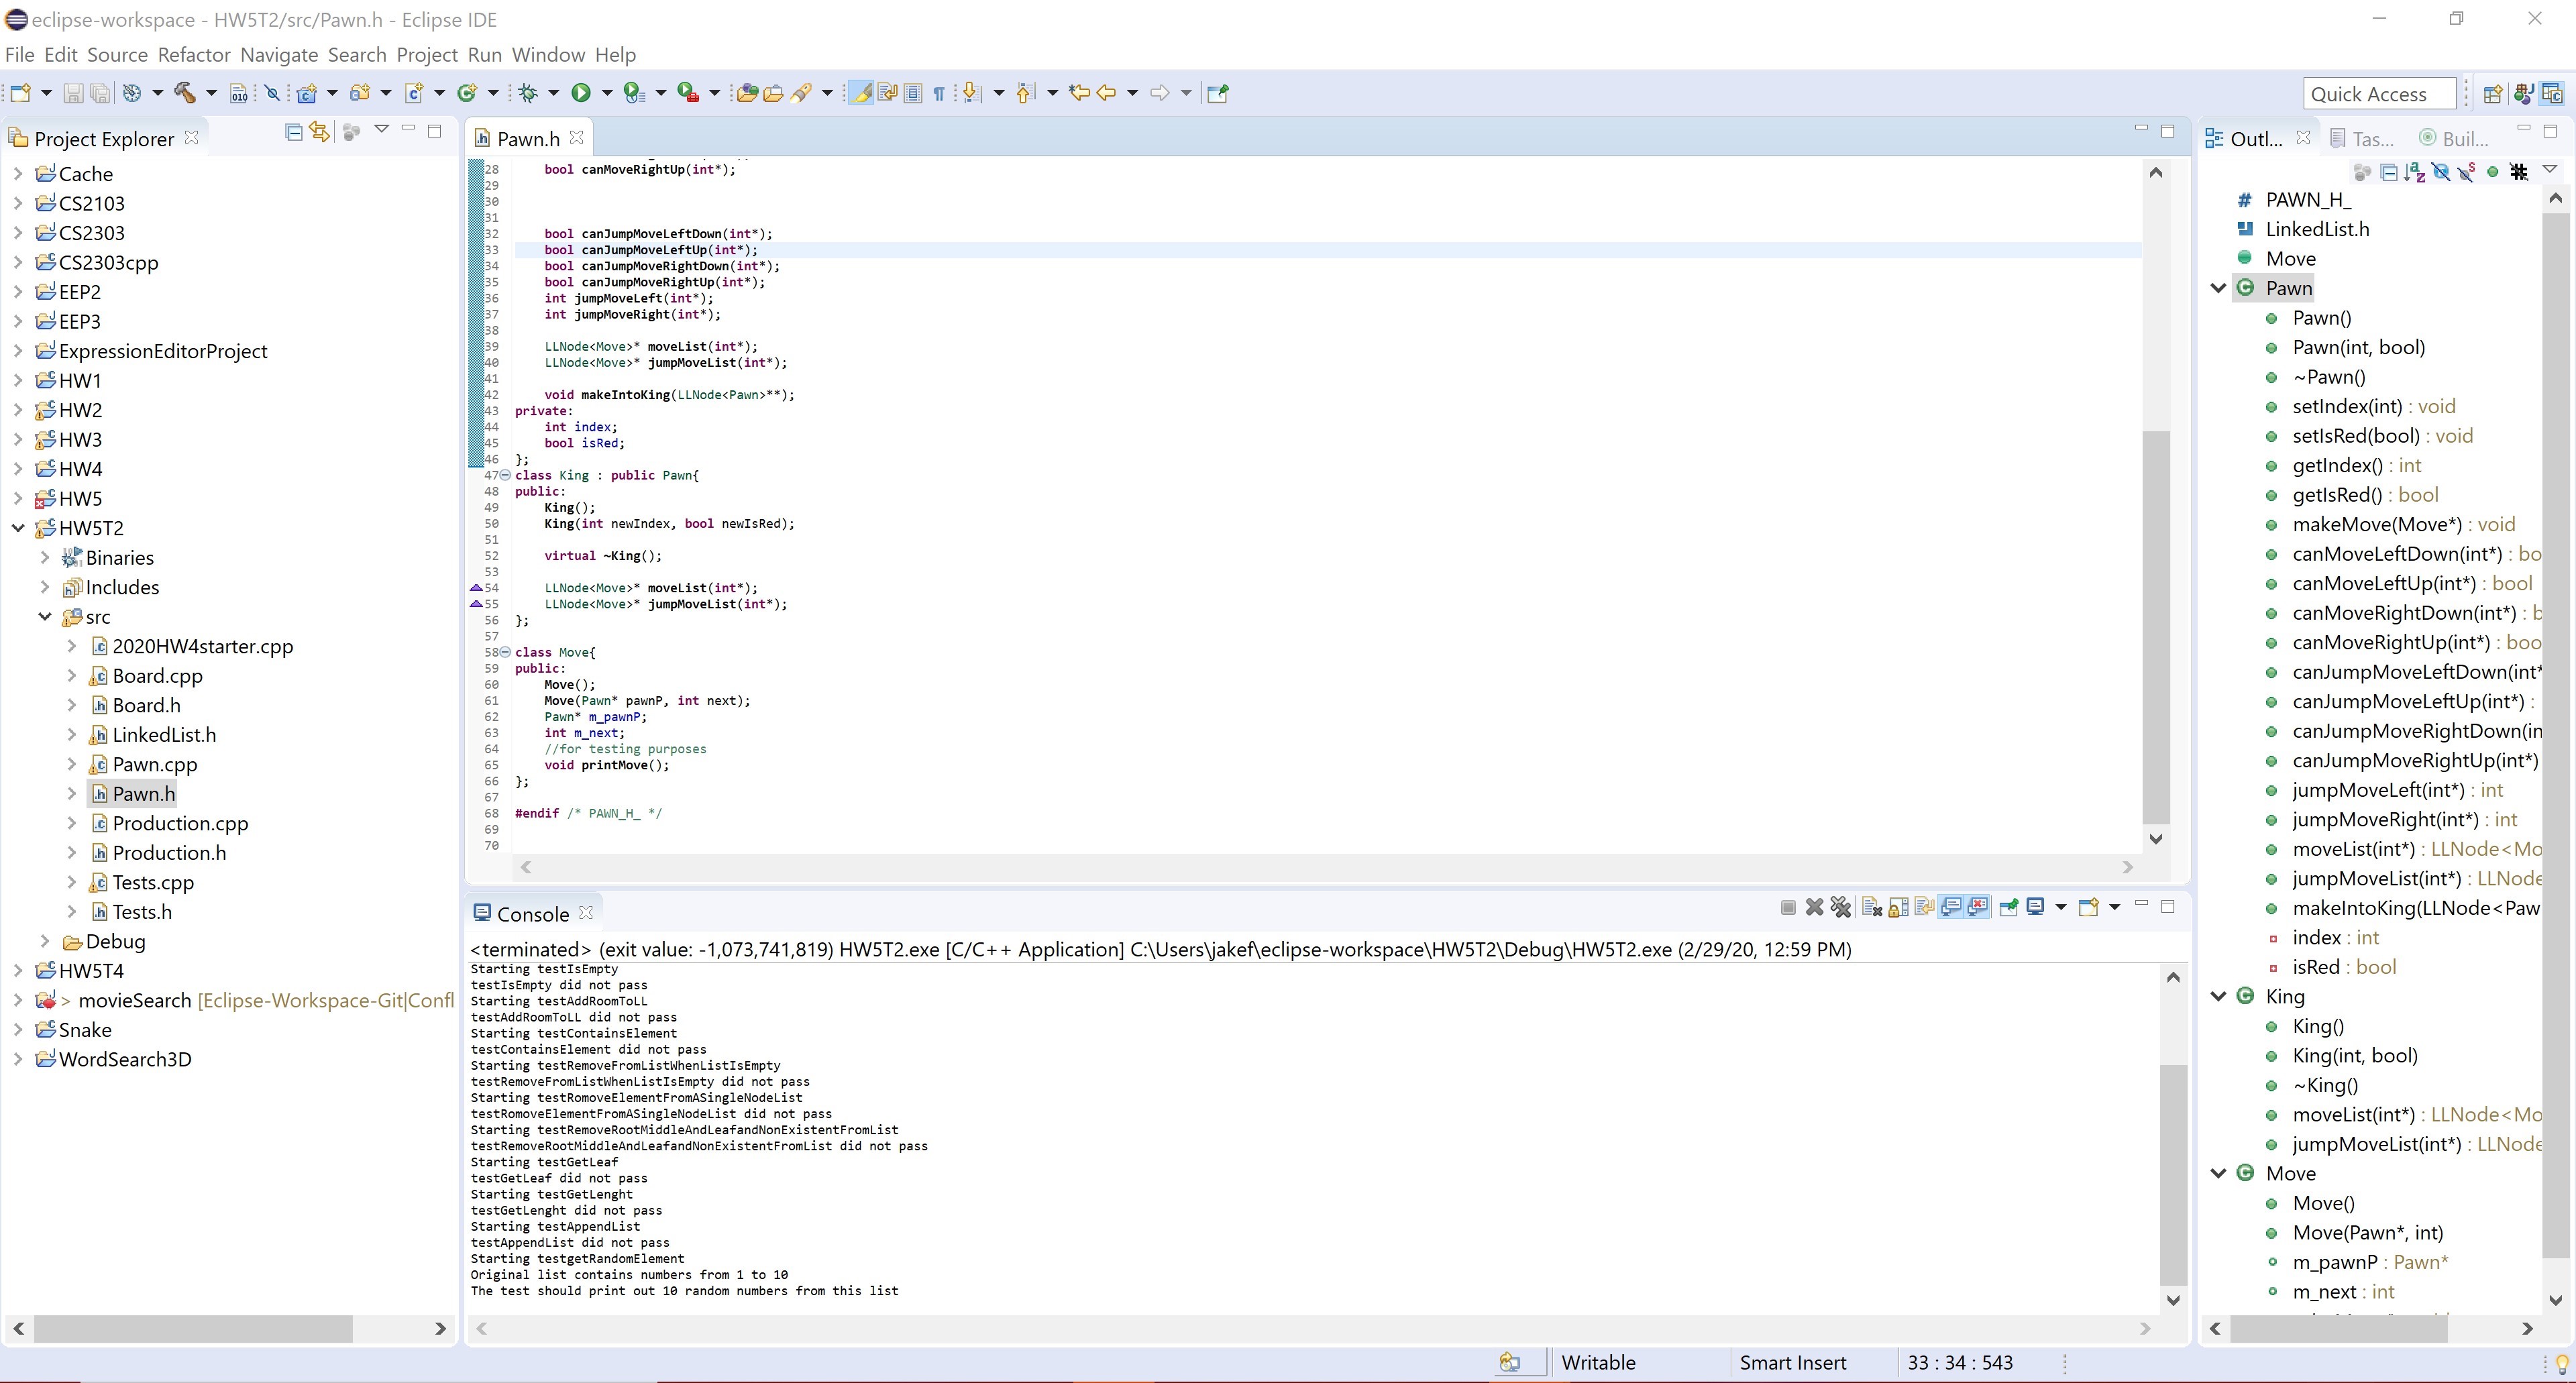 eclipse-workspace - HW5T2/src/Pawn.h - Eclipse IDE
File Edit Source Refactor Navigate Search Project Run Window Help
Quick Access
Project Explorer
Cache
CS2103
CS2303
CS2303cpp
EEP2
EEP3
ExpressionEditorProject
HW1
HW2
HW3
HW4
HW5
HW5T2
Binaries
Includes
src
2020HW4starter.cpp
Board.cpp
Board.h
LinkedList.h
Pawn.cpp
Pawn.h
Production.cpp
Production.h
Tests.cpp
Tests.h
Debug
HW5T4
> movieSearch [Eclipse-Workspace-Git|Confl
Snake
WordSearch3D
Pawn.h
28 bool canMoveRightUp(int*);
29
30
31
32 bool canJumpMoveLeftDown(int*);
33 bool canJumpMoveLeftUp(int*);
34 bool canJumpMoveRightDown(int*);
35 bool canJumpMoveRightUp(int*);
36 int jumpMoveLeft(int*);
37 int jumpMoveRight(int*);
38
39 LLNode<Move>* moveList(int*);
40 LLNode<Move>* jumpMoveList(int*);
41
42 void makeIntoKing(LLNode<Pawn>**);
43 private:
44 int index;
45 bool isRed;
46 };
47 class King : public Pawn{
48 public:
49 King();
50 King(int newIndex, bool newIsRed);
51
52 virtual ~King();
53
54 LLNode<Move>* moveList(int*);
55 LLNode<Move>* jumpMoveList(int*);
56 };
57
58 class Move{
59 public:
60 Move();
61 Move(Pawn* pawnP, int next);
62 Pawn* m_pawnP;
63 int m_next;
64 //for testing purposes
65 void printMove();
66 };
67
68 #endif /* PAWN_H_ */
69
70
Console
<terminated> (exit value: -1,073,741,819) HW5T2.exe [C/C++ Application] C:\Users\jakef\eclipse-workspace\HW5T2\Debug\HW5T2.exe (2/29/20, 12:59 PM)
Starting testIsEmpty
testIsEmpty did not pass
Starting testAddRoomToLL
testAddRoomToLL did not pass
Starting testContainsElement
testContainsElement did not pass
Starting testRemoveFromListWhenListIsEmpty
testRemoveFromListWhenListIsEmpty did not pass
Starting testRomoveElementFromASingleNodeList
testRomoveElementFromASingleNodeList did not pass
Starting testRemoveRootMiddleAndLeafandNonExistentFromList
testRemoveRootMiddleAndLeafandNonExistentFromList did not pass
Starting testGetLeaf
testGetLeaf did not pass
Starting testGetLenght
testGetLenght did not pass
Starting testAppendList
testAppendList did not pass
Starting testgetRandomElement
Original list contains numbers from 1 to 10
The test should print out 10 random numbers from this list
Outl... Tas... Buil...
PAWN_H_
LinkedList.h
Move
Pawn
Pawn()
Pawn(int, bool)
~Pawn()
setIndex(int) : void
setIsRed(bool) : void
getIndex() : int
getIsRed() : bool
makeMove(Move*) : void
canMoveLeftDown(int*) : bo
canMoveLeftUp(int*) : bool
canMoveRightDown(int*) : b
canMoveRightUp(int*) : boo
canJumpMoveLeftDown(int*
canJumpMoveLeftUp(int*) :
canJumpMoveRightDown(in
canJumpMoveRightUp(int*)
jumpMoveLeft(int*) : int
jumpMoveRight(int*) : int
moveList(int*) : LLNode<Mo
jumpMoveList(int*) : LLNode
makeIntoKing(LLNode<Paw
index : int
isRed : bool
King
King()
King(int, bool)
~King()
moveList(int*) : LLNode<Mo
jumpMoveList(int*) : LLNode
Move
Move()
Move(Pawn*, int)
m_pawnP : Pawn*
m_next : int
Writable Smart Insert 33 : 34 : 543